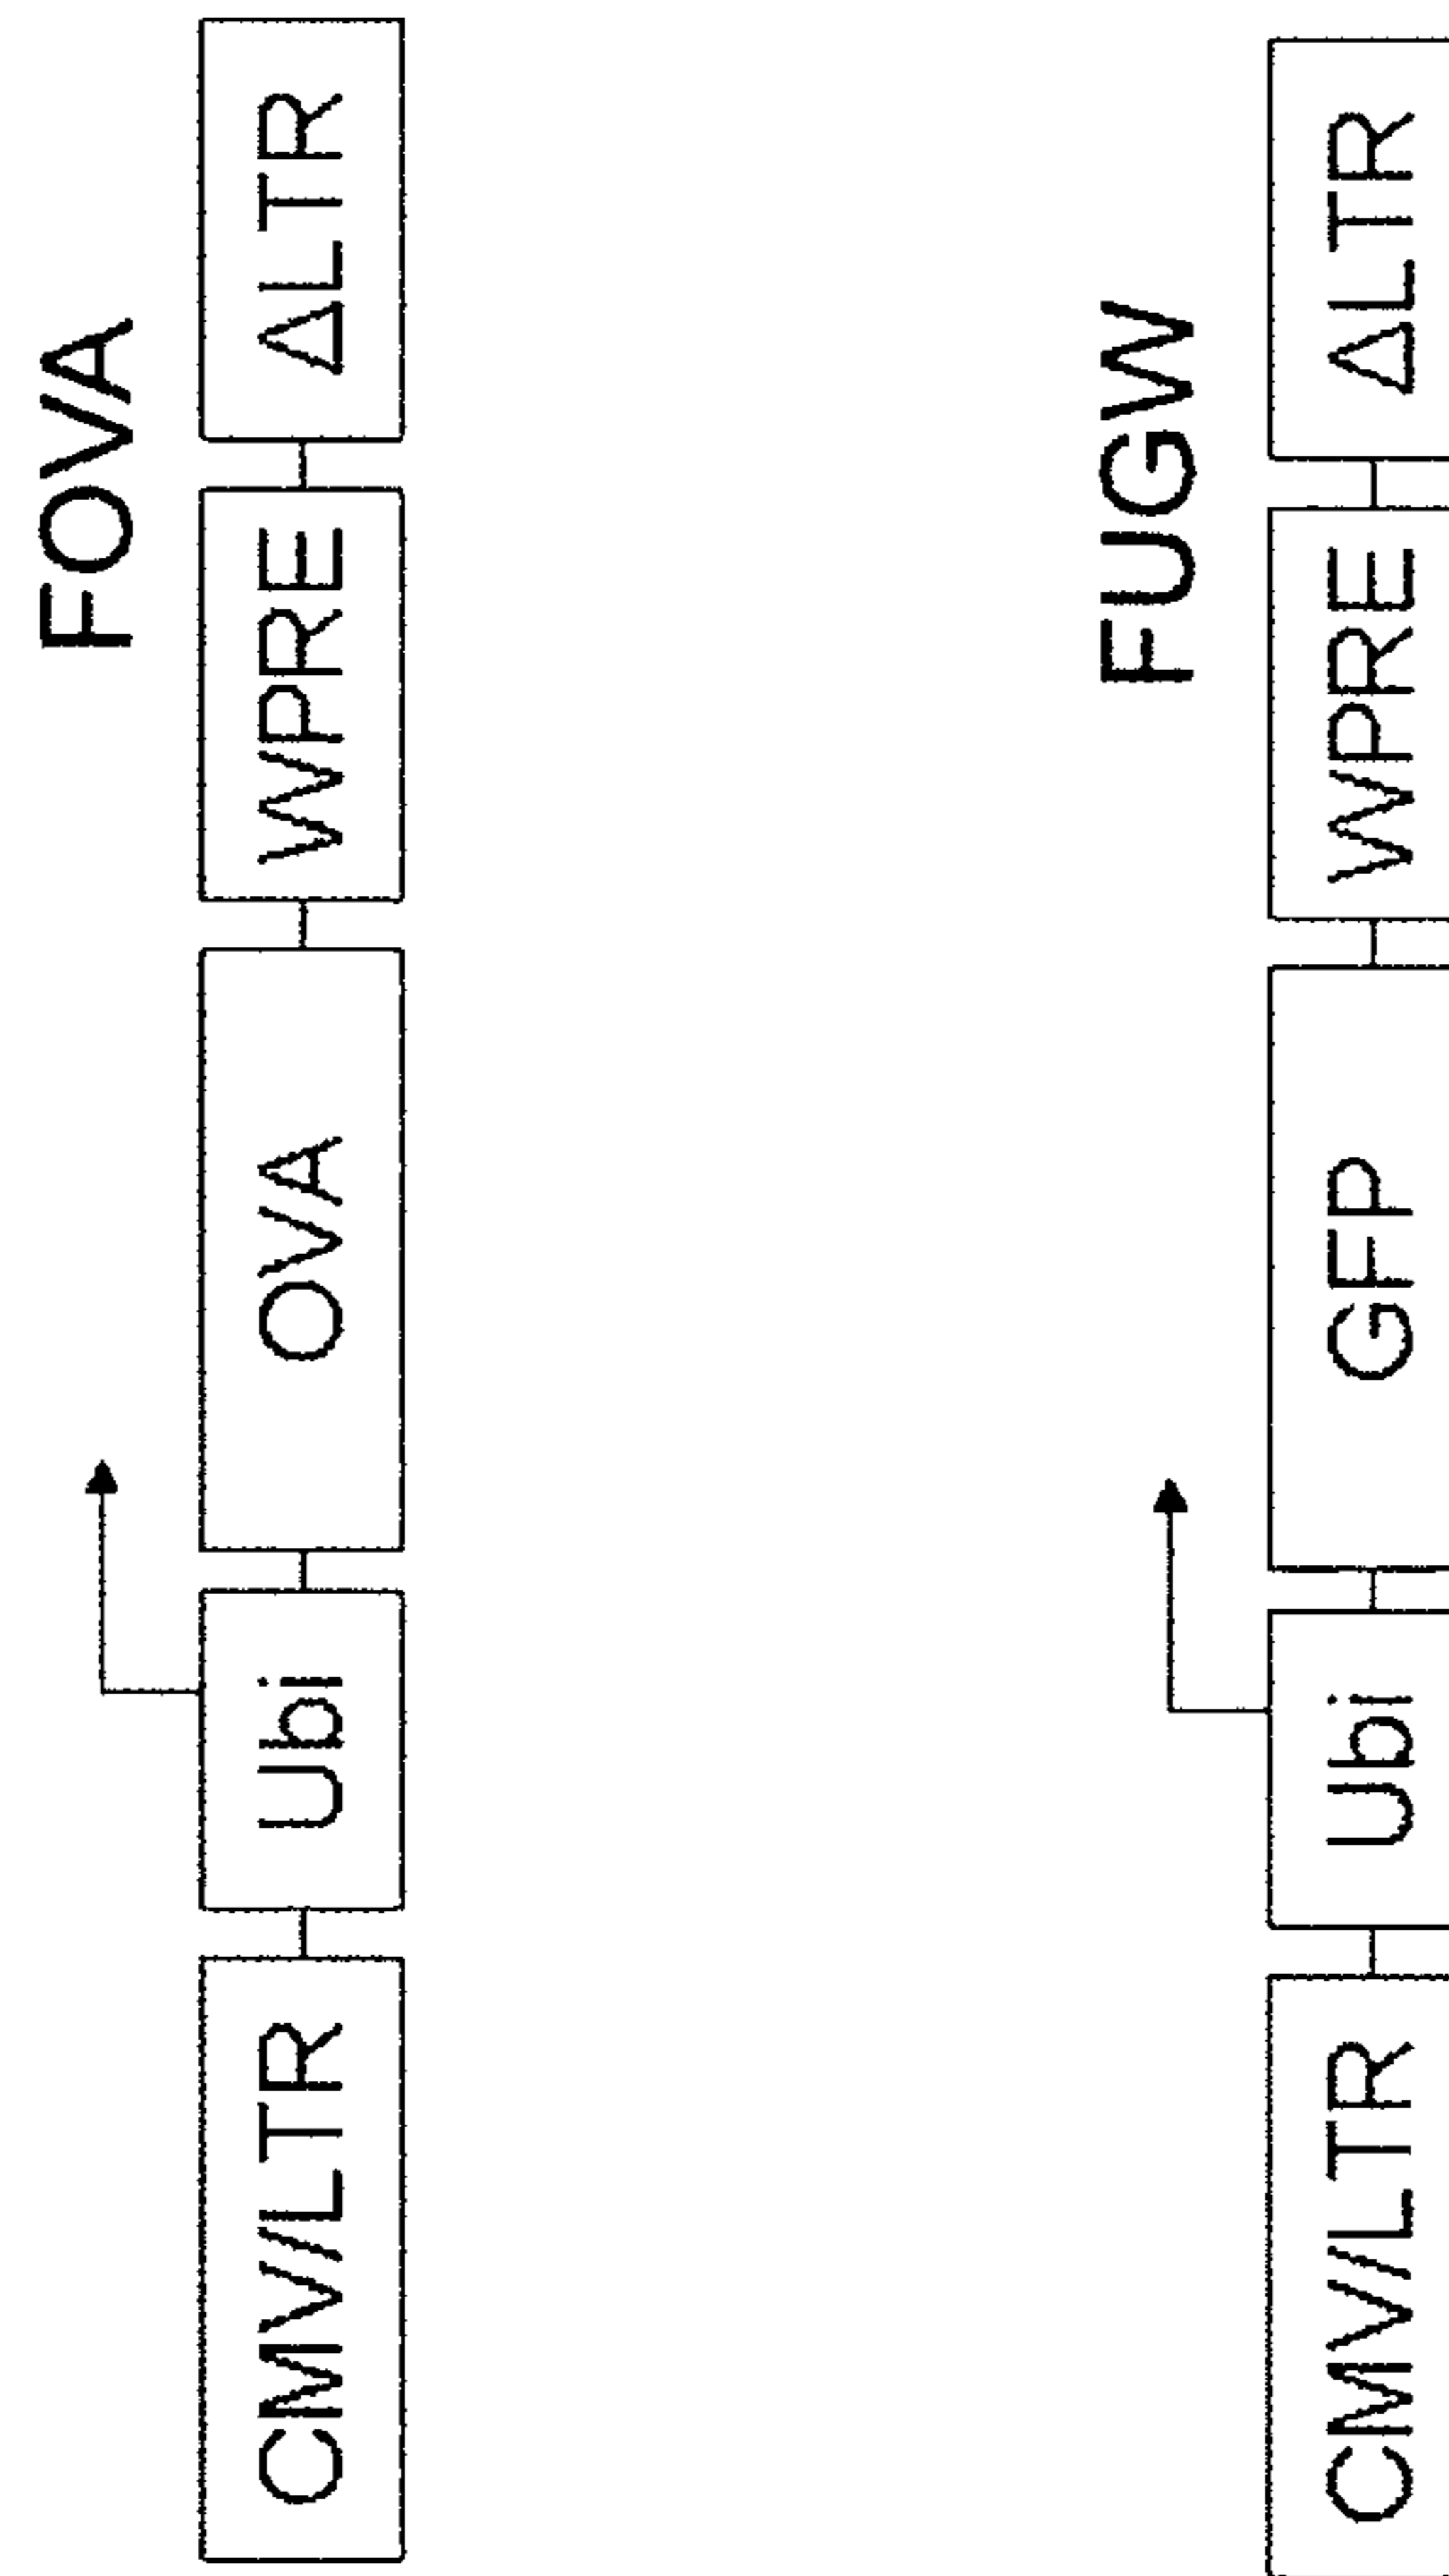 FOVA
CMV/LTR Ubi OVA WPRE ΔLTR
FUGW
CMV/LTR Ubi GFP WPRE ΔLTR